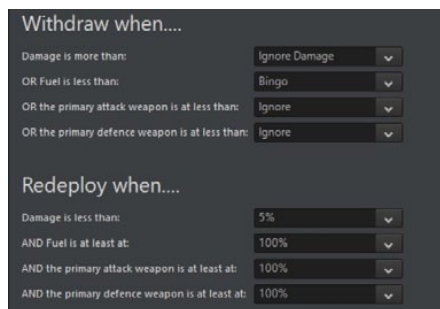 Withdraw when....
Damage is more than: Ignore Damage
OR Fuel is less than: Bingo
OR the primary attack weapon is at less than: Ignore
OR the primary defence weapon is at less than: Ignore
Redeploy when....
Damage is less than: 5%
AND Fuel is at least at: 100%
AND the primary attack weapon is at least at: 100%
AND the primary defence weapon is at least at: 100%